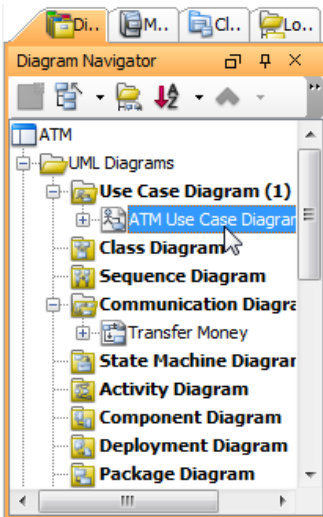 Di.. M.. Cl.. Lo..
Diagram Navigator
ATM
UML Diagrams
Use Case Diagram (1)
ATM Use Case Diagrar
Class Diagram
Sequence Diagram
Communication Diagra
Transfer Money
State Machine Diagrar
Activity Diagram
Component Diagram
Deployment Diagram
Package Diagram